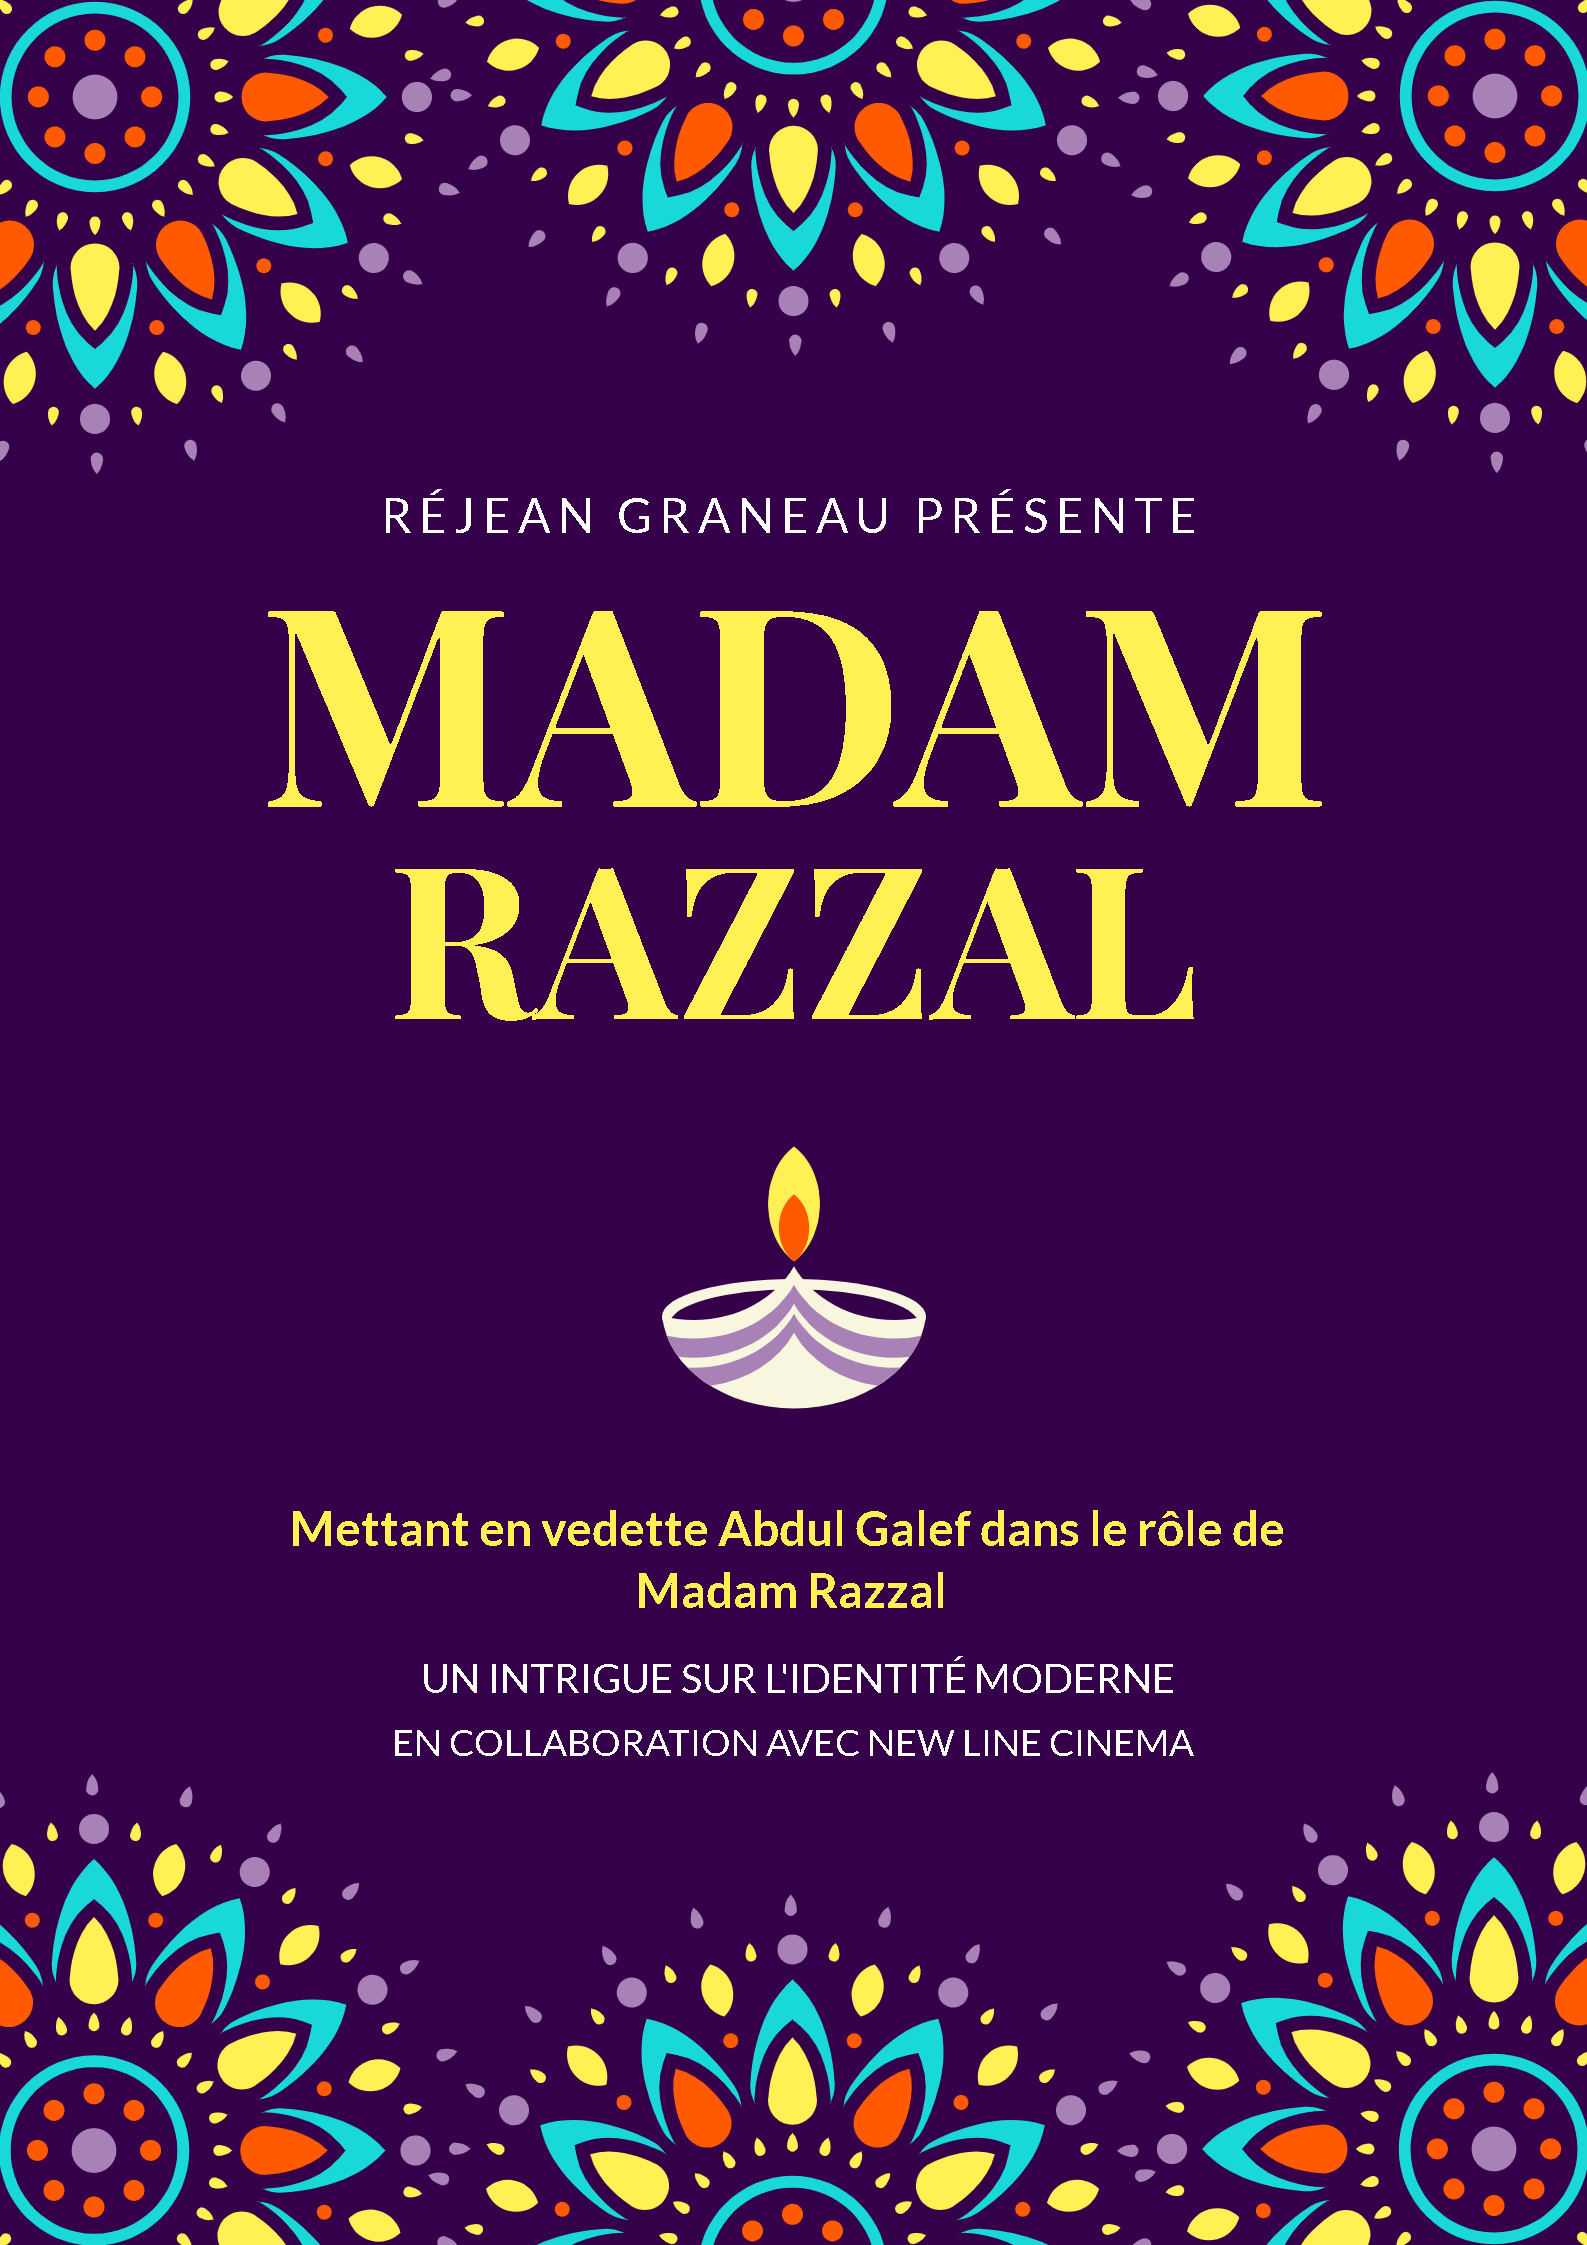 RÉJEAN GRANEAU PRÉSENTE
MADAM
RAZZAL
Mettant en vedette Abdul Galef dans le rôle de
Madam Razzal
UN INTRIGUE SUR L'IDENTITÉ MODERNE
EN COLLABORATION AVEC NEW LINE CINEMA